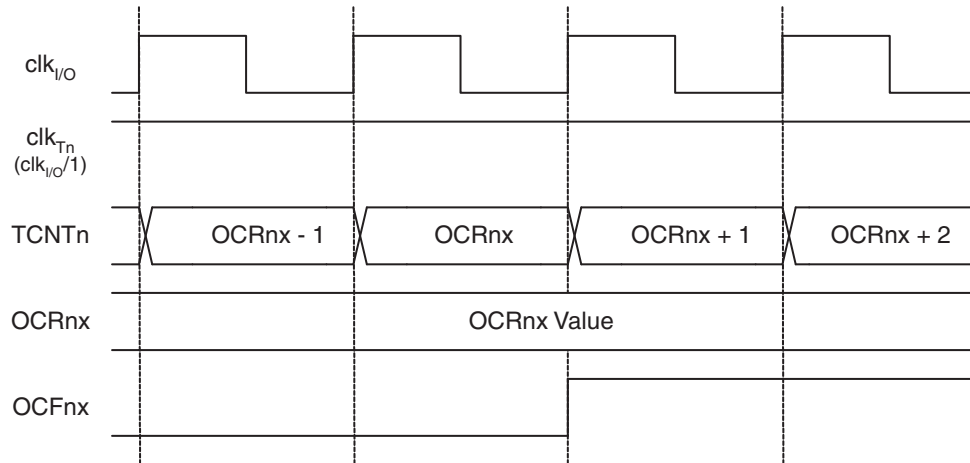 clkI/O
clkTn
(clkI/O/1)
TCNTn OCRnx - 1 OCRnx OCRnx + 1 OCRnx + 2
OCRnx OCRnx Value
OCFnx